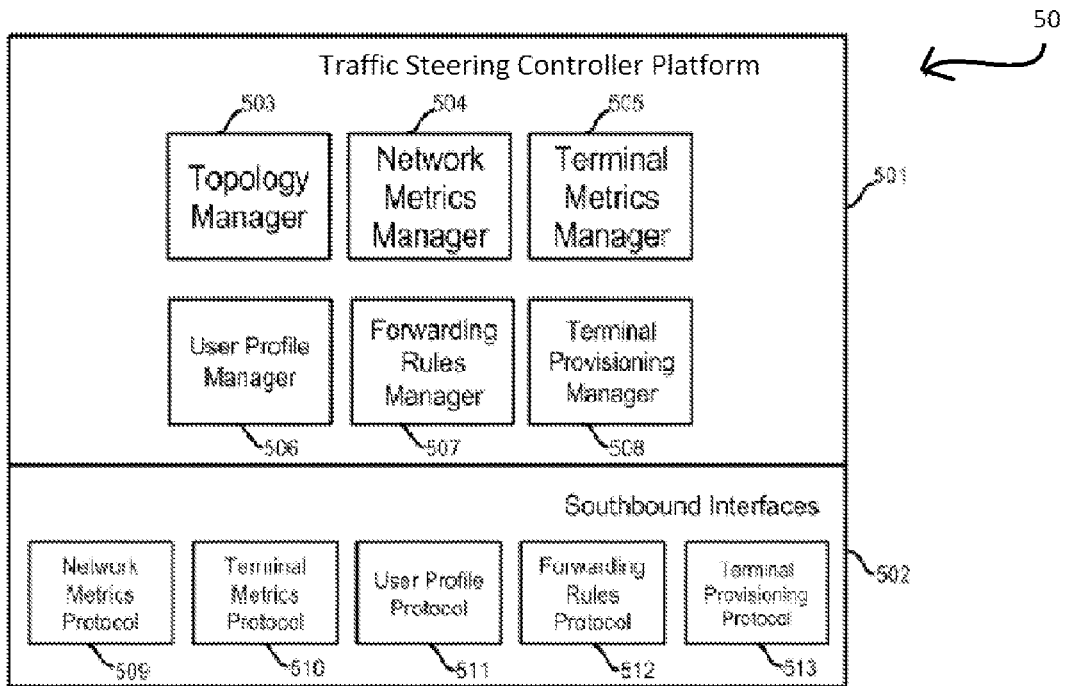 50
Traffic Steering Controller Platform
503
504
505
Topology
Manager
Network
Metrics
Manager
Terminal
Metrics
Manager
501
User Profile
Manager
Forwarding
Rules
Manager
Terminal
Provisioning
Manager
506
507
508
Southbound Interfaces
502
Network
Metrics
Protocol
Terminal
Metrics
Protocol
User Profile
Protocol
Forwarding
Rules
Protocol
Terminal
Provisioning
Protocol
509
510
511
512
513